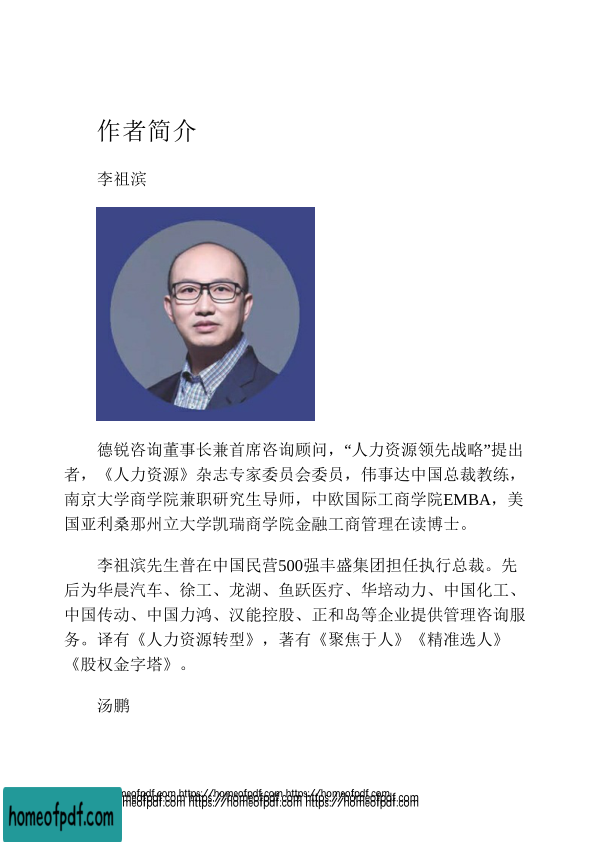 作者简介
李祖滨
德锐咨询董事长兼首席咨询顾问，“人力资源领先战略”提出
者，《人力资源》杂志专家委员会委员，伟事达中国总裁教练，
南京大学商学院兼职研究生导师，中欧国际工商学院EMBA，美
国亚利桑那州立大学凯瑞商学院金融工商管理在读博士。
李祖滨先生普在中国民营500强丰盛集团担任执行总裁。先
后为华晨汽车、徐工、龙湖、鱼跃医疗、华培动力、中国化工、
中国传动、中国力鸿、汉能控股、正和岛等企业提供管理咨询服
务。译有《人力资源转型》，著有《聚焦于人》《精准选人》
《股权金字塔》。
汤鹏
homeofpdf.com https://homeofpdf.com https://homeofpdf.com
homeofpdf.com https://homeofpdf.com https://homeofpdf.com
homeofpdf.com